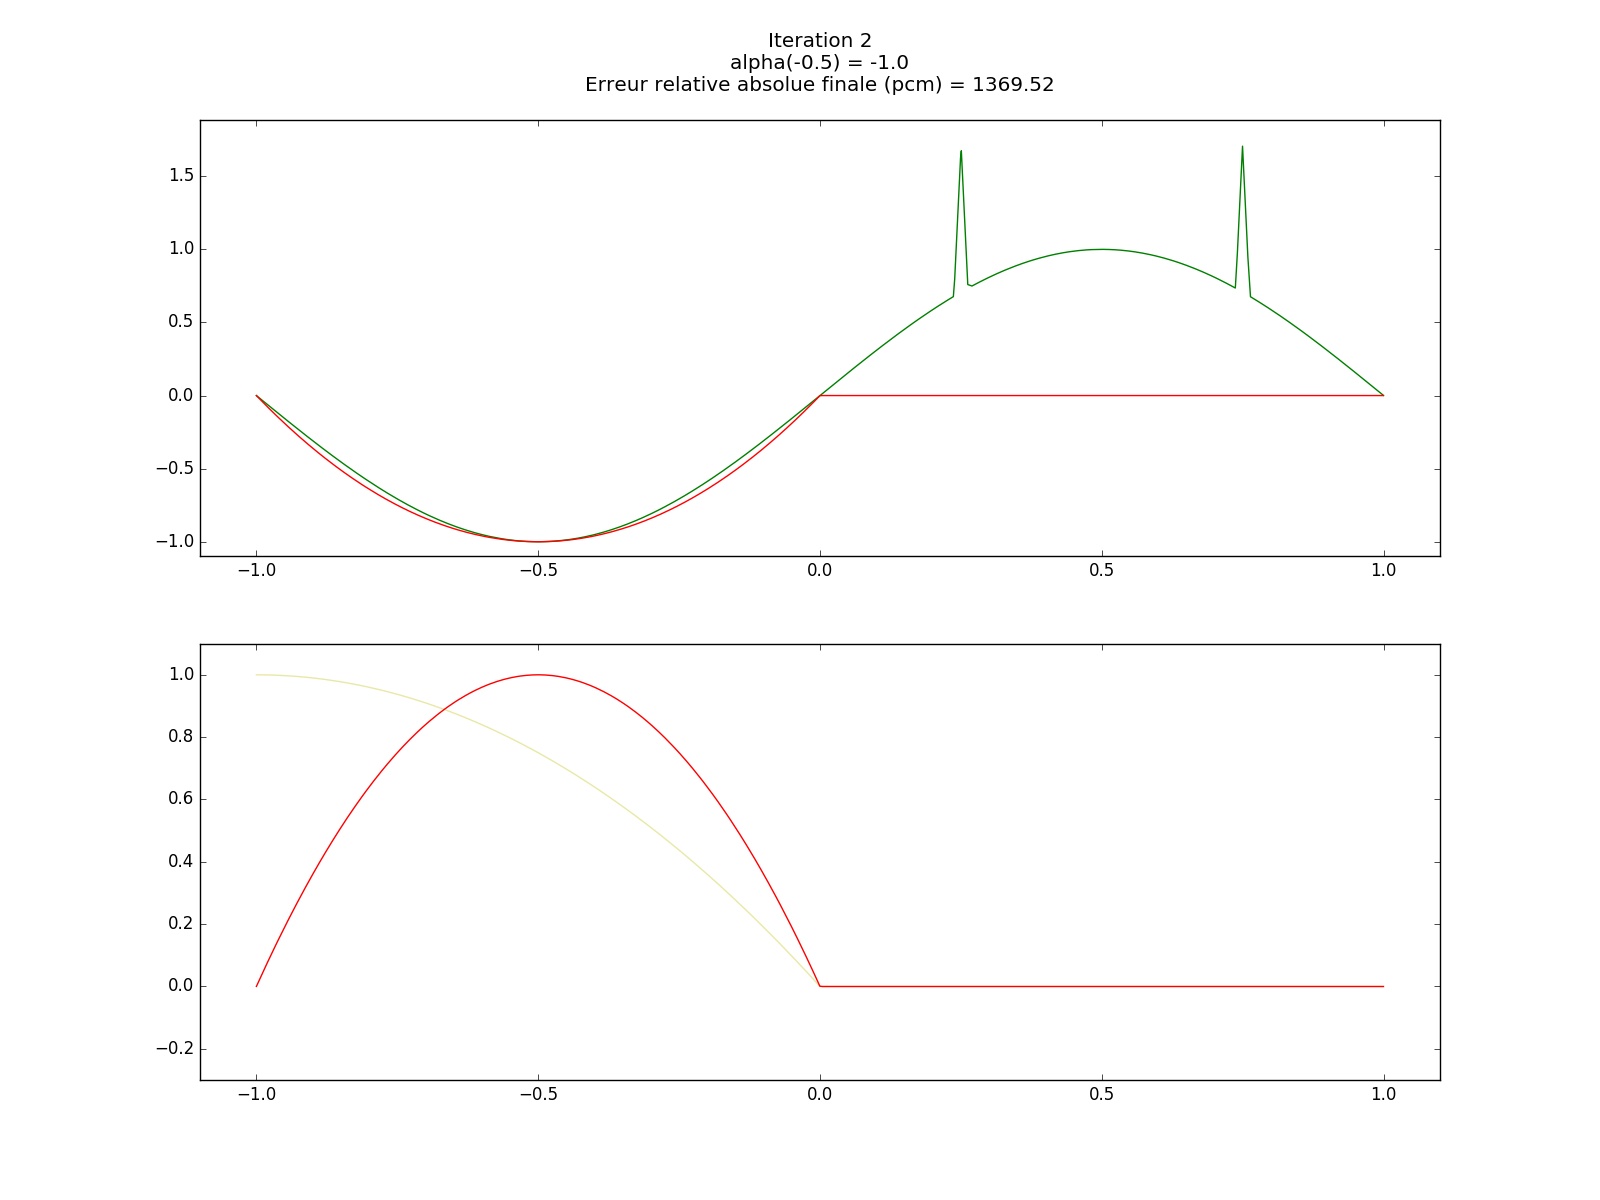 Iteration 2
alpha(-0.5) = -1.0
Erreur relative absolue finale (pcm) = 1369.52
1.5
1.0
0.5
0.0
−0.5
−1.0
−1.0 −0.5 0.0 0.5 1.0
1.0
0.8
0.6
0.4
0.2
0.0
−0.2
−1.0 −0.5 0.0 0.5 1.0